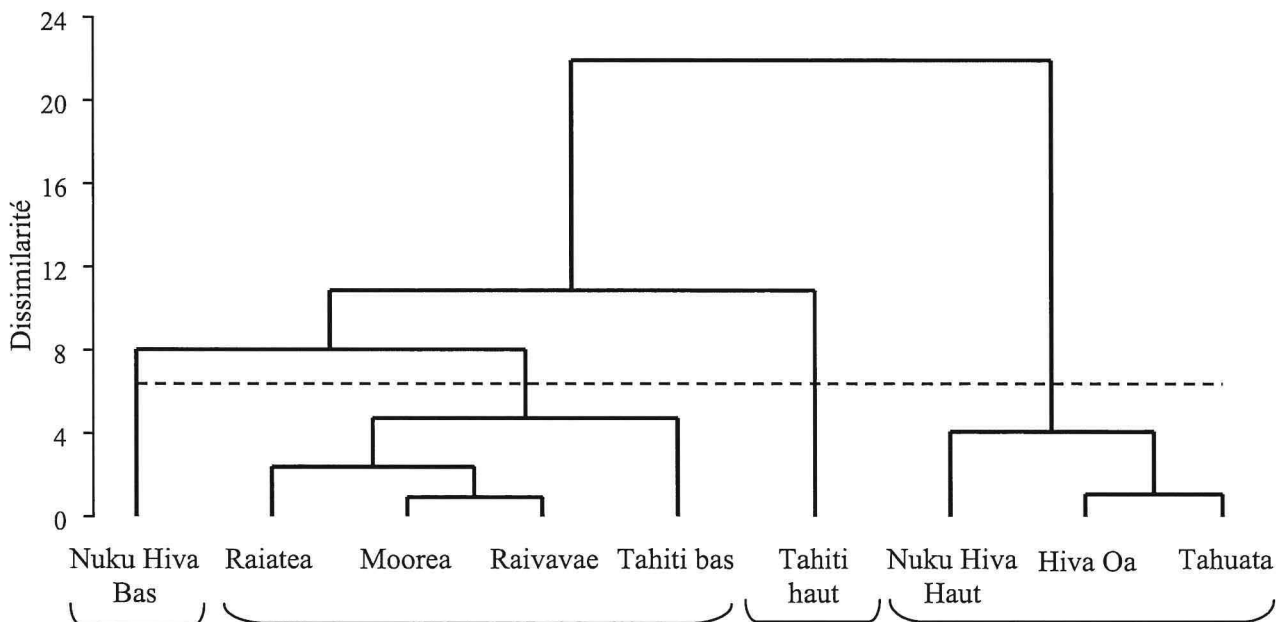 24
20
16
12
8
4
0
Dissimilarité
Nuku Hiva Raiatea Moorea Raivavae Tahiti bas Tahiti Nuku Hiva Hiva Oa Tahuata
Bas haut Haut